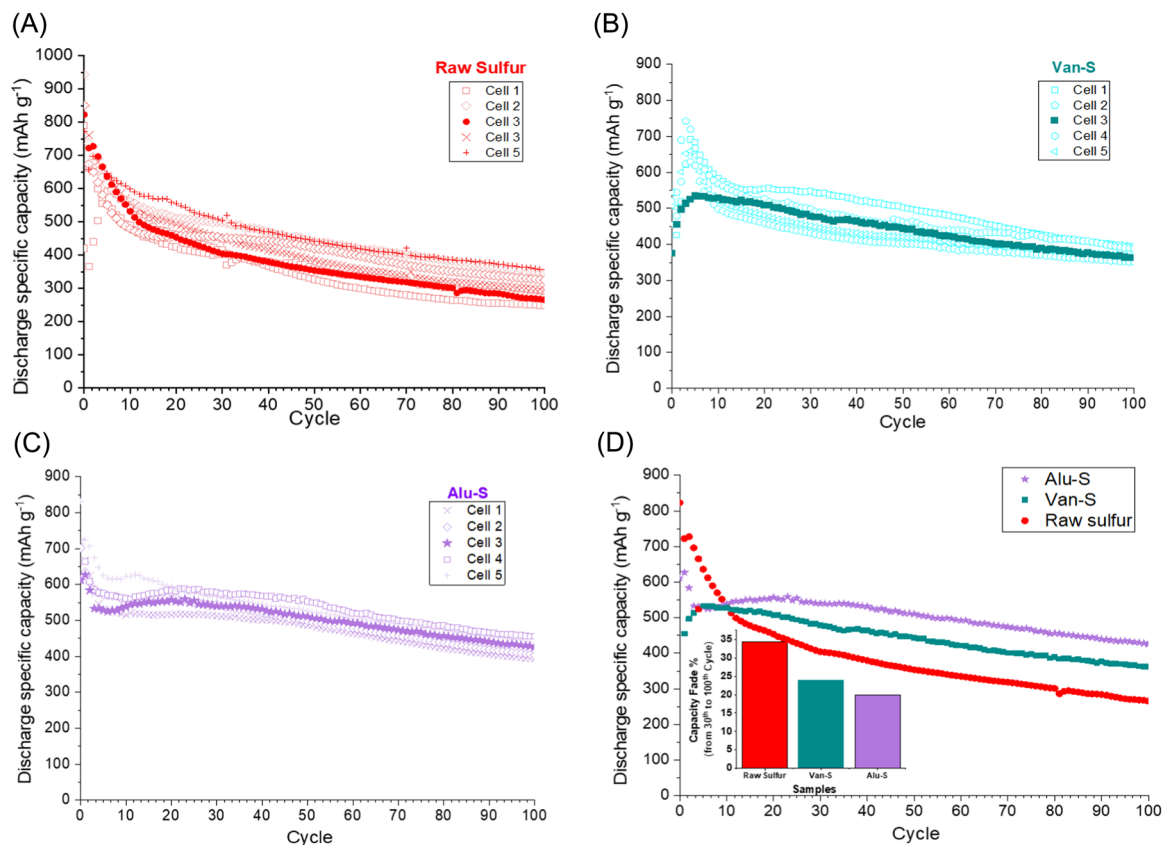 (A)
Discharge specific capacity (mAh g⁻¹)
1000
900
800
700
600
500
400
300
200
100
0
Raw Sulfur
Cell 1
Cell 2
Cell 3
Cell 3
Cell 5
0 10 20 30 40 50 60 70 80 90 100
Cycle
(B)
Discharge specific capacity (mAh g⁻¹)
900
800
700
600
500
400
300
200
100
0
Van-S
Cell 1
Cell 2
Cell 3
Cell 4
Cell 5
0 10 20 30 40 50 60 70 80 90 100
Cycle
(C)
Discharge specific capacity (mAh g⁻¹)
900
800
700
600
500
400
300
200
100
0
Alu-S
Cell 1
Cell 2
Cell 3
Cell 4
Cell 5
0 10 20 30 40 50 60 70 80 90 100
Cycle
(D)
Discharge specific capacity (mAh g⁻¹)
900
800
700
600
500
400
300
200
100
0
Alu-S
Van-S
Raw sulfur
Capacity Fade %
(from 30th to 100th Cycle)
35
30
25
20
15
10
5
0
Raw Sulfur Van-S Alu-S
Samples
0 10 20 30 40 50 60 70 80 90 100
Cycle